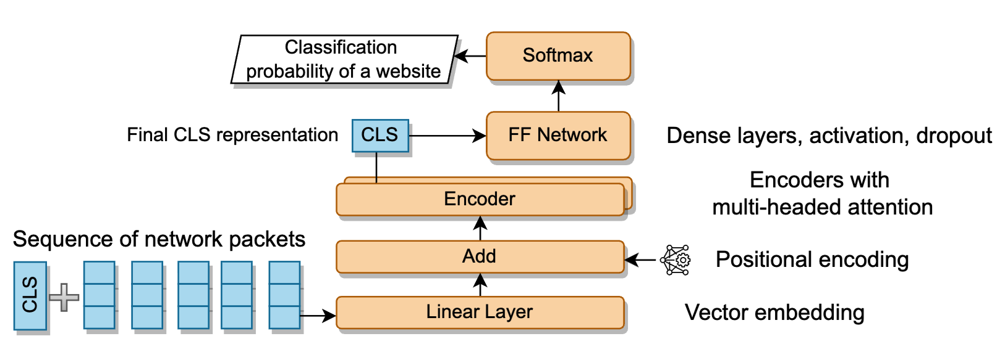 Classification
probability of a website
Softmax
Final CLS representation
CLS
FF Network
Dense layers, activation, dropout
Encoder
Encoders with
multi-headed attention
Sequence of network packets
CLS
Add
Positional encoding
Linear Layer
Vector embedding